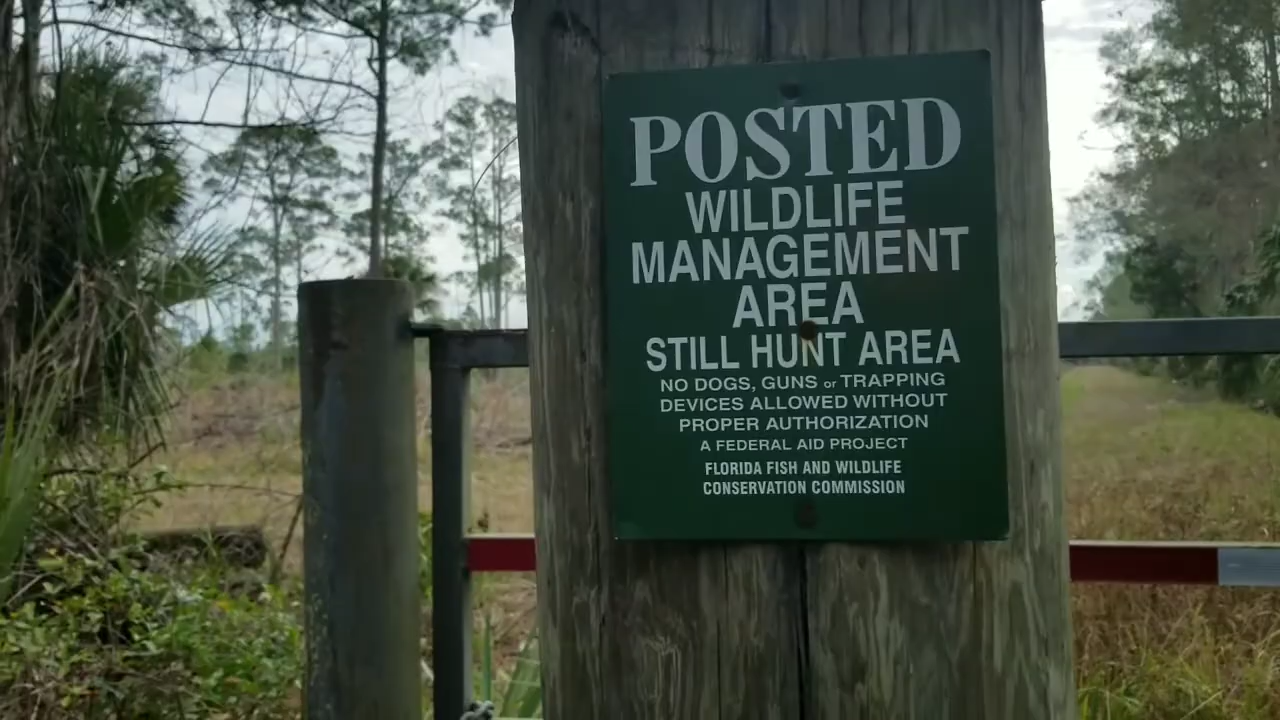 POSTED
WILDLIFE
MANAGEMENT
AREA
STILL HUNT AREA
NO DOGS, GUNS or TRAPPING
DEVICES ALLOWED WITHOUT
PROPER AUTHORIZATION
A FEDERAL AID PROJECT
FLORIDA FISH AND WILDLIFE
CONSERVATION COMMISSION